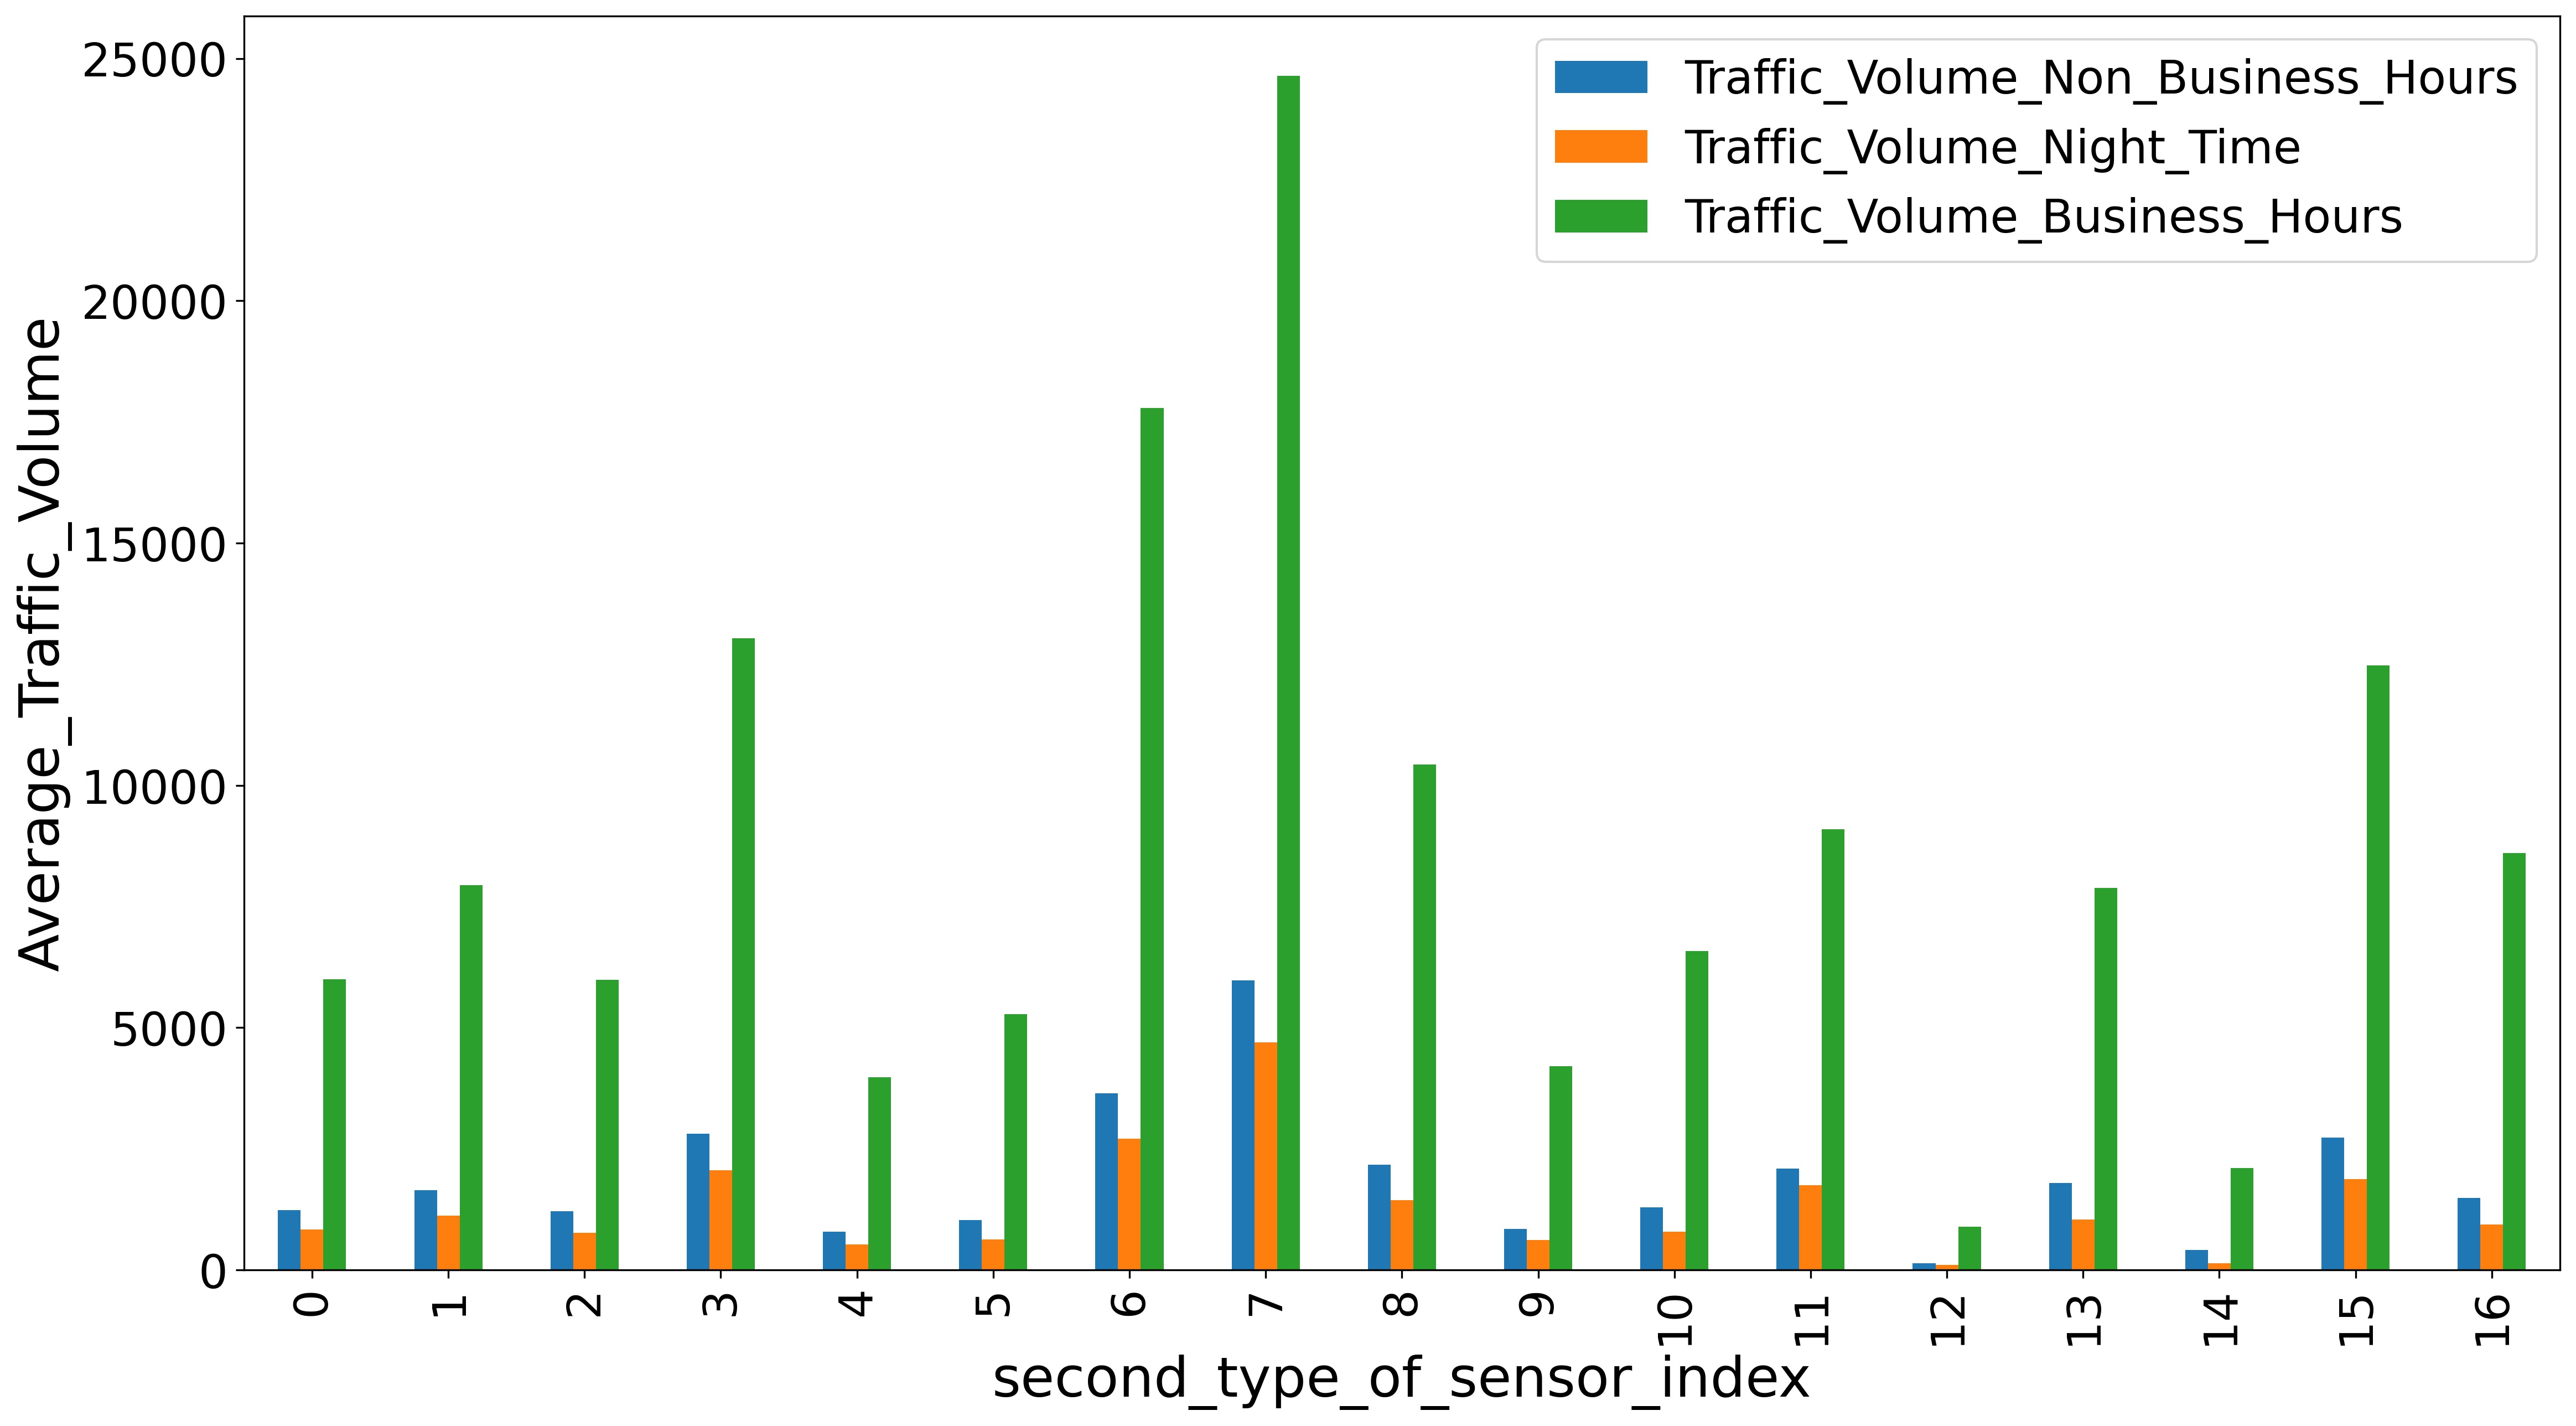 Traffic_Volume_Non_Business_Hours
Traffic_Volume_Night_Time
Traffic_Volume_Business_Hours
Average_Traffic_Volume
25000
20000
15000
10000
5000
0
0 1 2 3 4 5 6 7 8 9 10 11 12 13 14 15 16
second_type_of_sensor_index